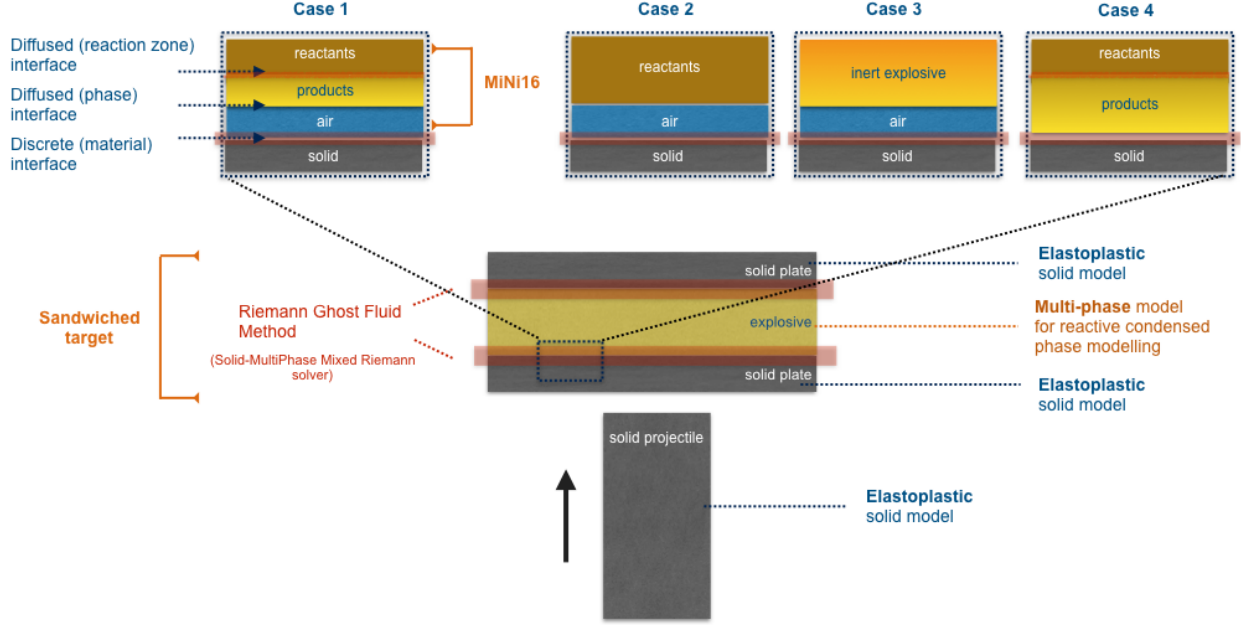 Case 1
Case 2
Case 3
Case 4
Diffused (reaction zone)
interface
Diffused (phase)
interface
Discrete (material)
interface
reactants
products
air
solid
MiNi16
reactants
air
solid
inert explosive
air
solid
reactants
products
solid
Sandwiched
target
Riemann Ghost Fluid
Method
(Solid-MultiPhase Mixed Riemann
solver)
solid plate
explosive
solid plate
Elastoplastic
solid model
Multi-phase model
for reactive condensed
phase modelling
Elastoplastic
solid model
solid projectile
Elastoplastic
solid model